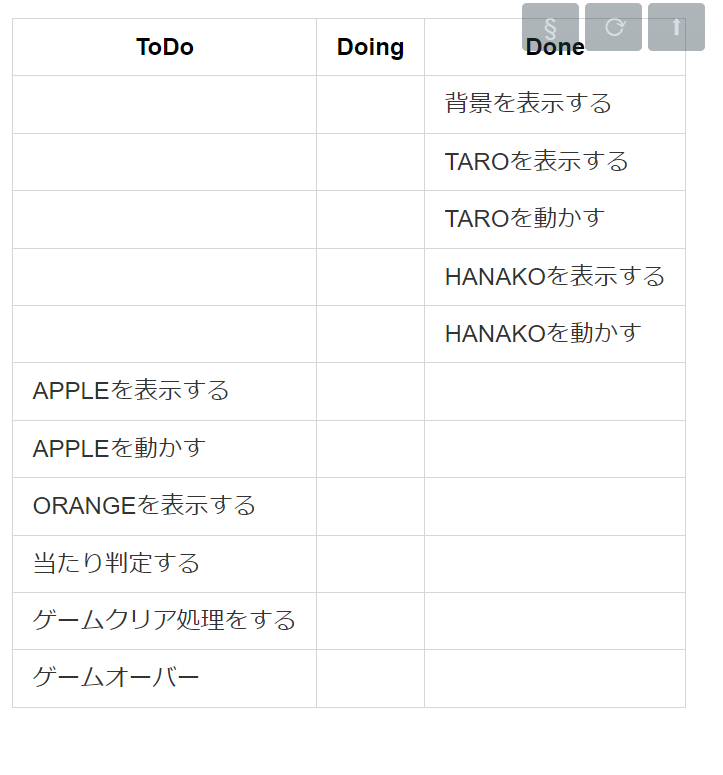 ToDo Doing Done
背景を表示する
TAROを表示する
TAROを動かす
HANAKOを表示する
HANAKOを動かす
APPLEを表示する
APPLEを動かす
ORANGEを表示する
当たり判定する
ゲームクリア処理をする
ゲームオーバー